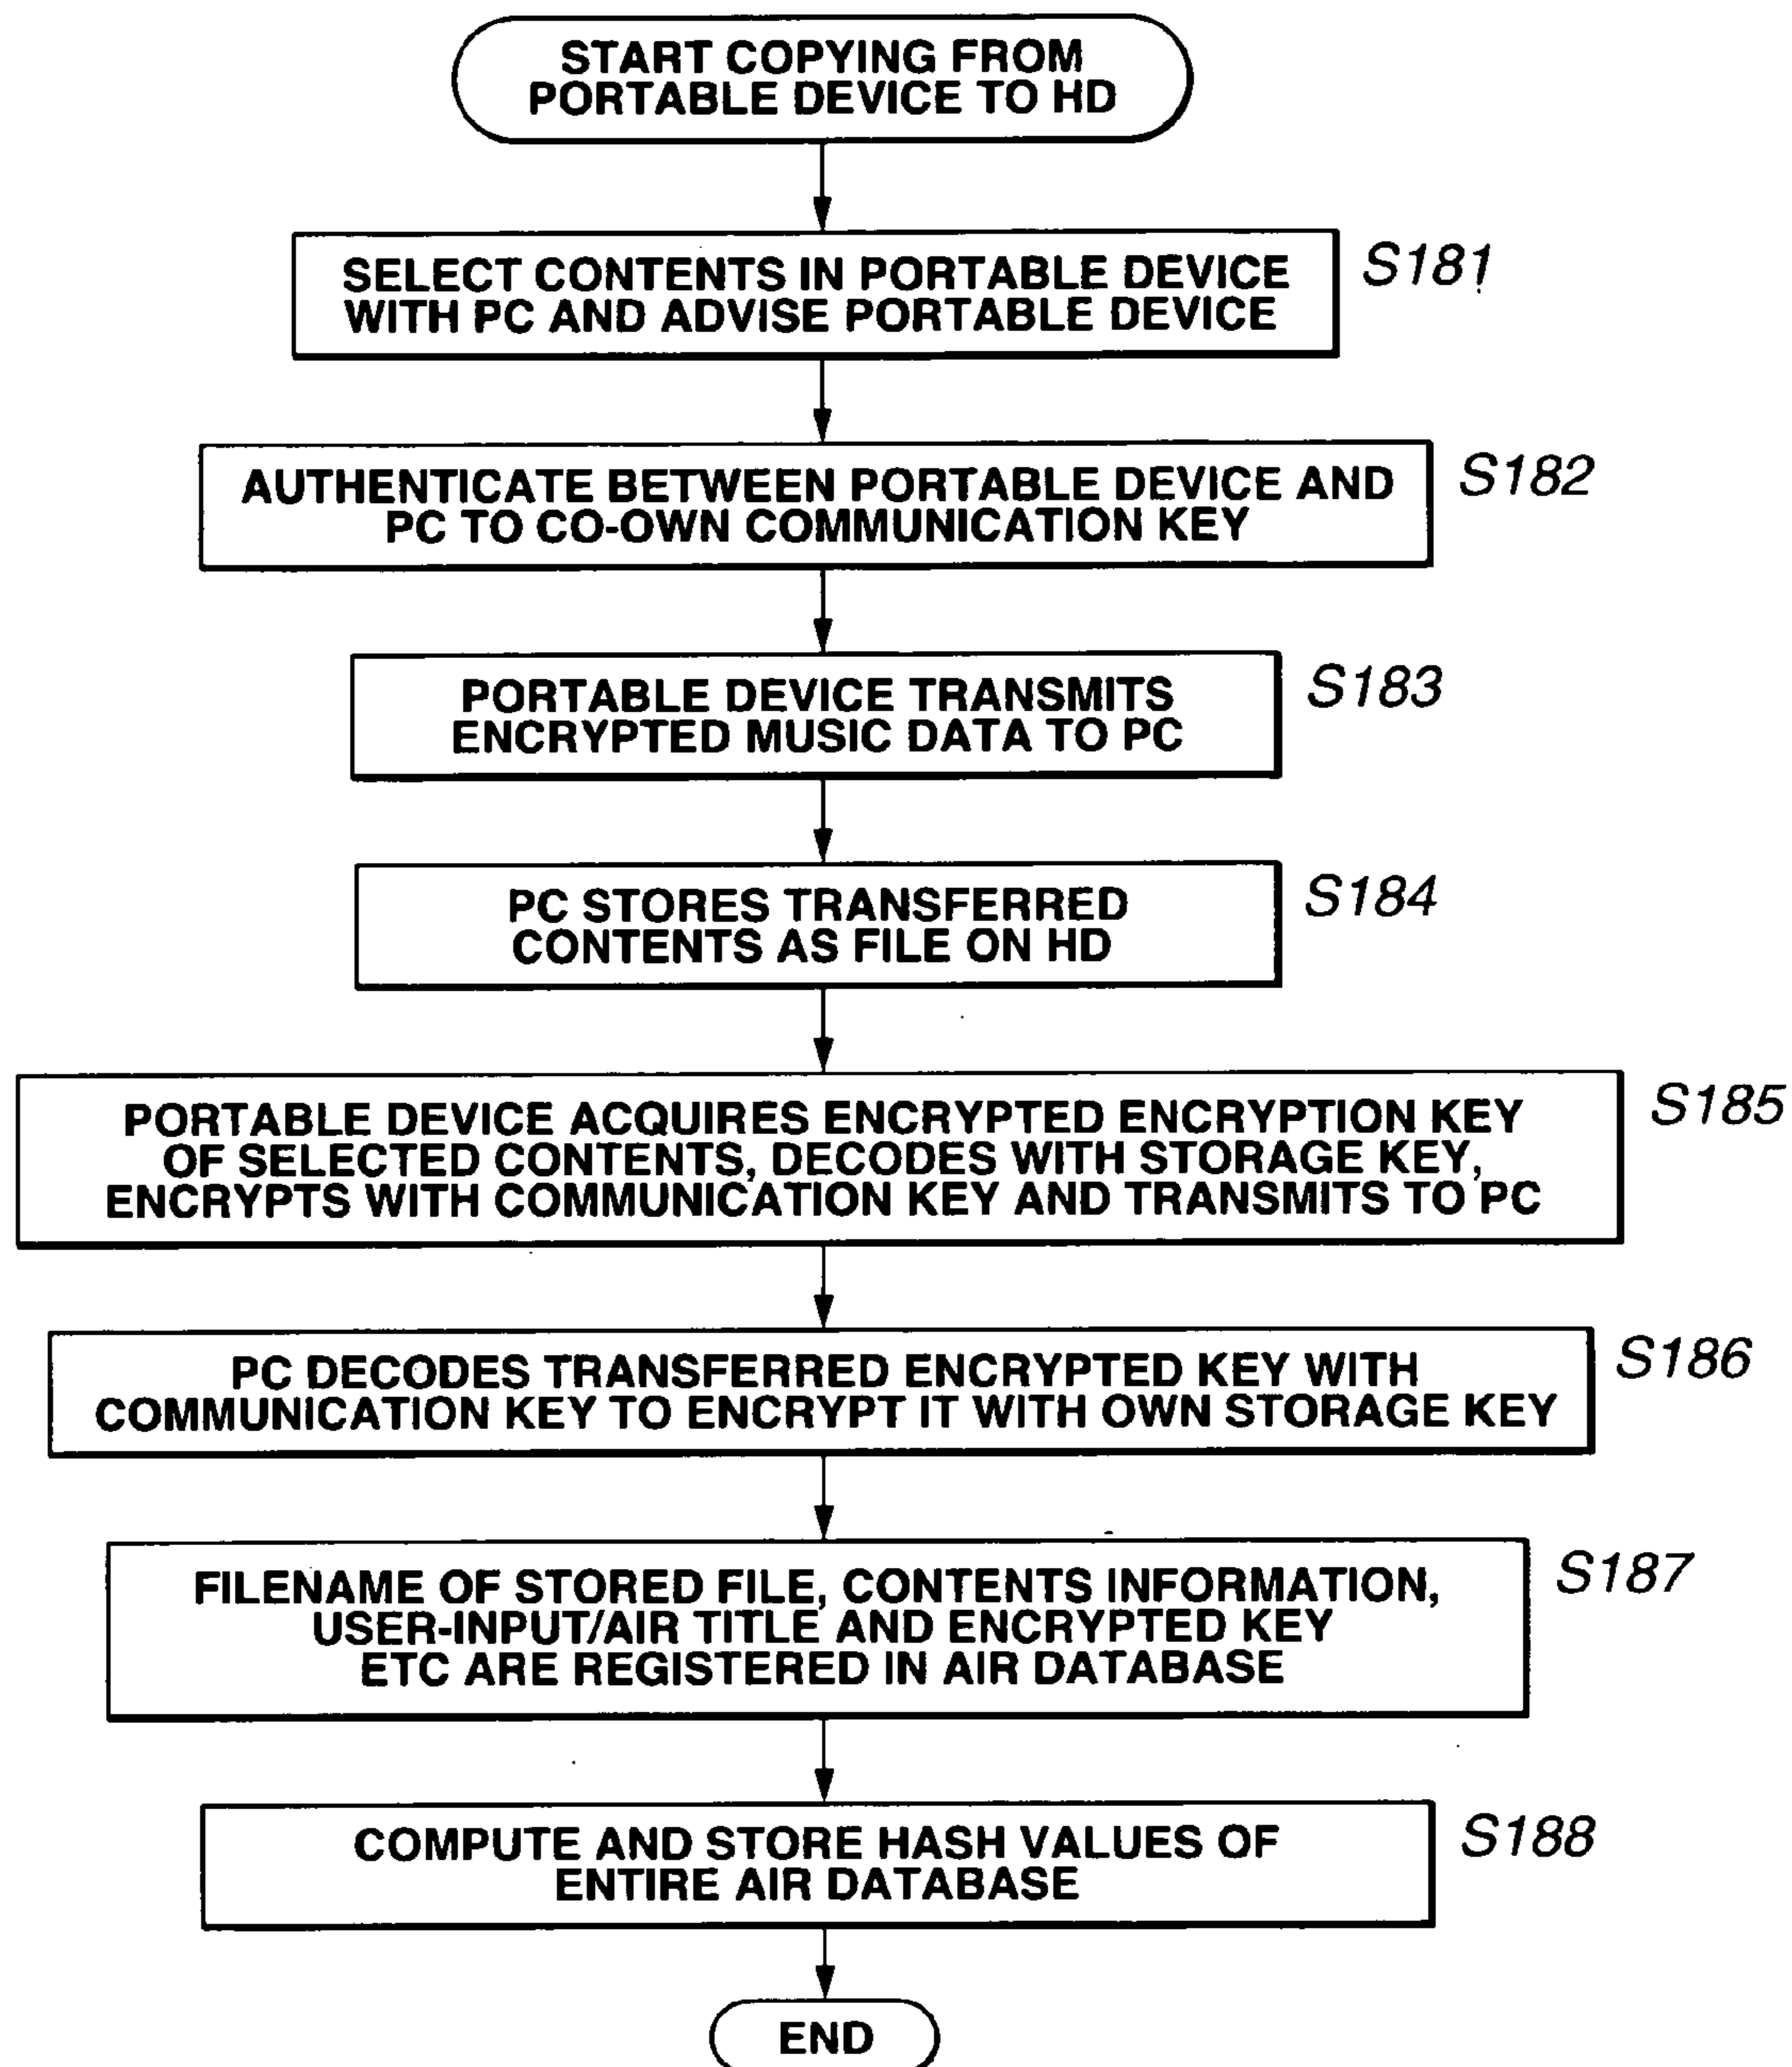 START COPYING FROM
PORTABLE DEVICE TO HD
SELECT CONTENTS IN PORTABLE DEVICE
WITH PC AND ADVISE PORTABLE DEVICE
S181
AUTHENTICATE BETWEEN PORTABLE DEVICE AND
PC TO CO-OWN COMMUNICATION KEY
S182
PORTABLE DEVICE TRANSMITS
ENCRYPTED MUSIC DATA TO PC
S183
PC STORES TRANSFERRED
CONTENTS AS FILE ON HD
S184
PORTABLE DEVICE ACQUIRES ENCRYPTED ENCRYPTION KEY
OF SELECTED CONTENTS, DECODES WITH STORAGE KEY,
ENCRYPTS WITH COMMUNICATION KEY AND TRANSMITS TO PC
S185
PC DECODES TRANSFERRED ENCRYPTED KEY WITH
COMMUNICATION KEY TO ENCRYPT IT WITH OWN STORAGE KEY
S186
FILENAME OF STORED FILE, CONTENTS INFORMATION,
USER-INPUT/AIR TITLE AND ENCRYPTED KEY
ETC ARE REGISTERED IN AIR DATABASE
S187
COMPUTE AND STORE HASH VALUES OF
ENTIRE AIR DATABASE
S188
END